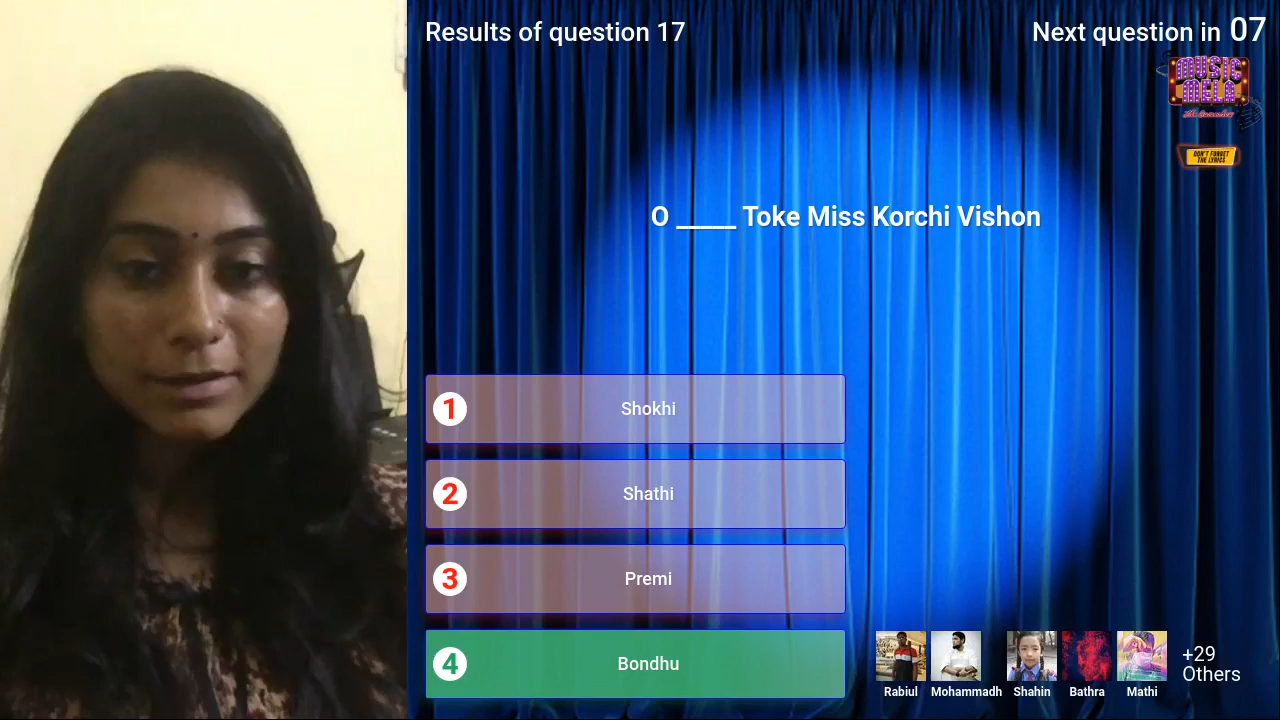 Results of question 17
Next question in 07
MUSIC
MELA
DON'T FORGET
THE LYRICS
O _____ Toke Miss Korchi Vishon
1 Shokhi
2 Shathi
3 Premi
4 Bondhu
Rabiul
Mohammadh
Shahin
Bathra
Mathi
+29
Others